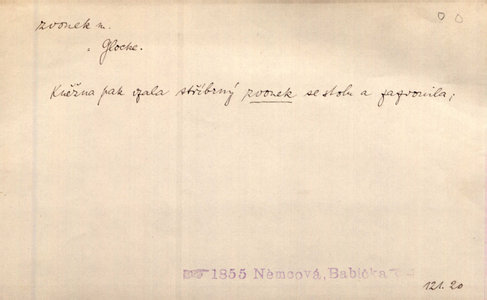 zvonek m.
Glocke.
Kněžna pak vzala stříbrný zvonek se stolu a zazvonila;
1855 Němcová, Babička
121.20